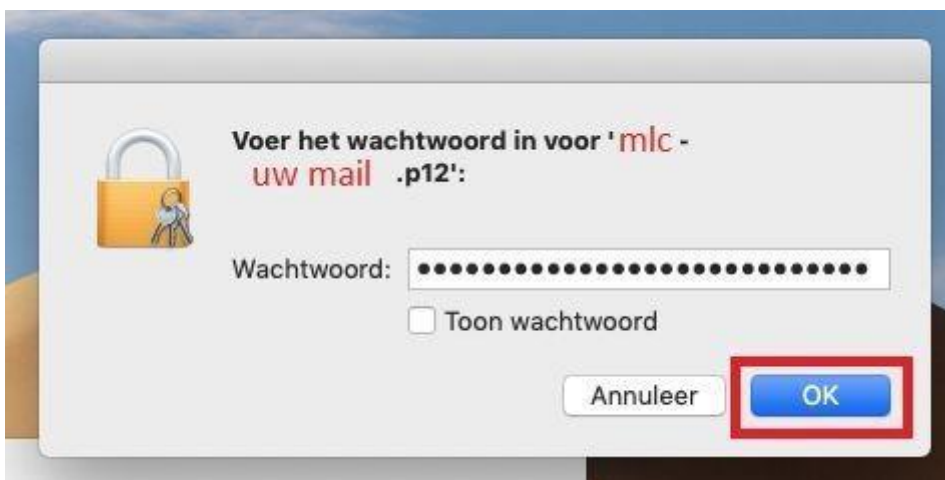 Voer het wachtwoord in voor 'mlc -
uw mail .p12':
Wachtwoord: ••••••••••••••••••••••••••••
Toon wachtwoord
Annuleer OK